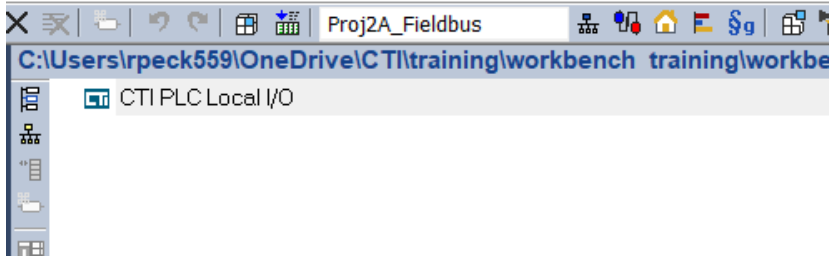 Proj2A_Fieldbus
§q
C:\Users\rpeck559\OneDrive\CTI\training\workbench training\workbe
CTI PLC Local I/O